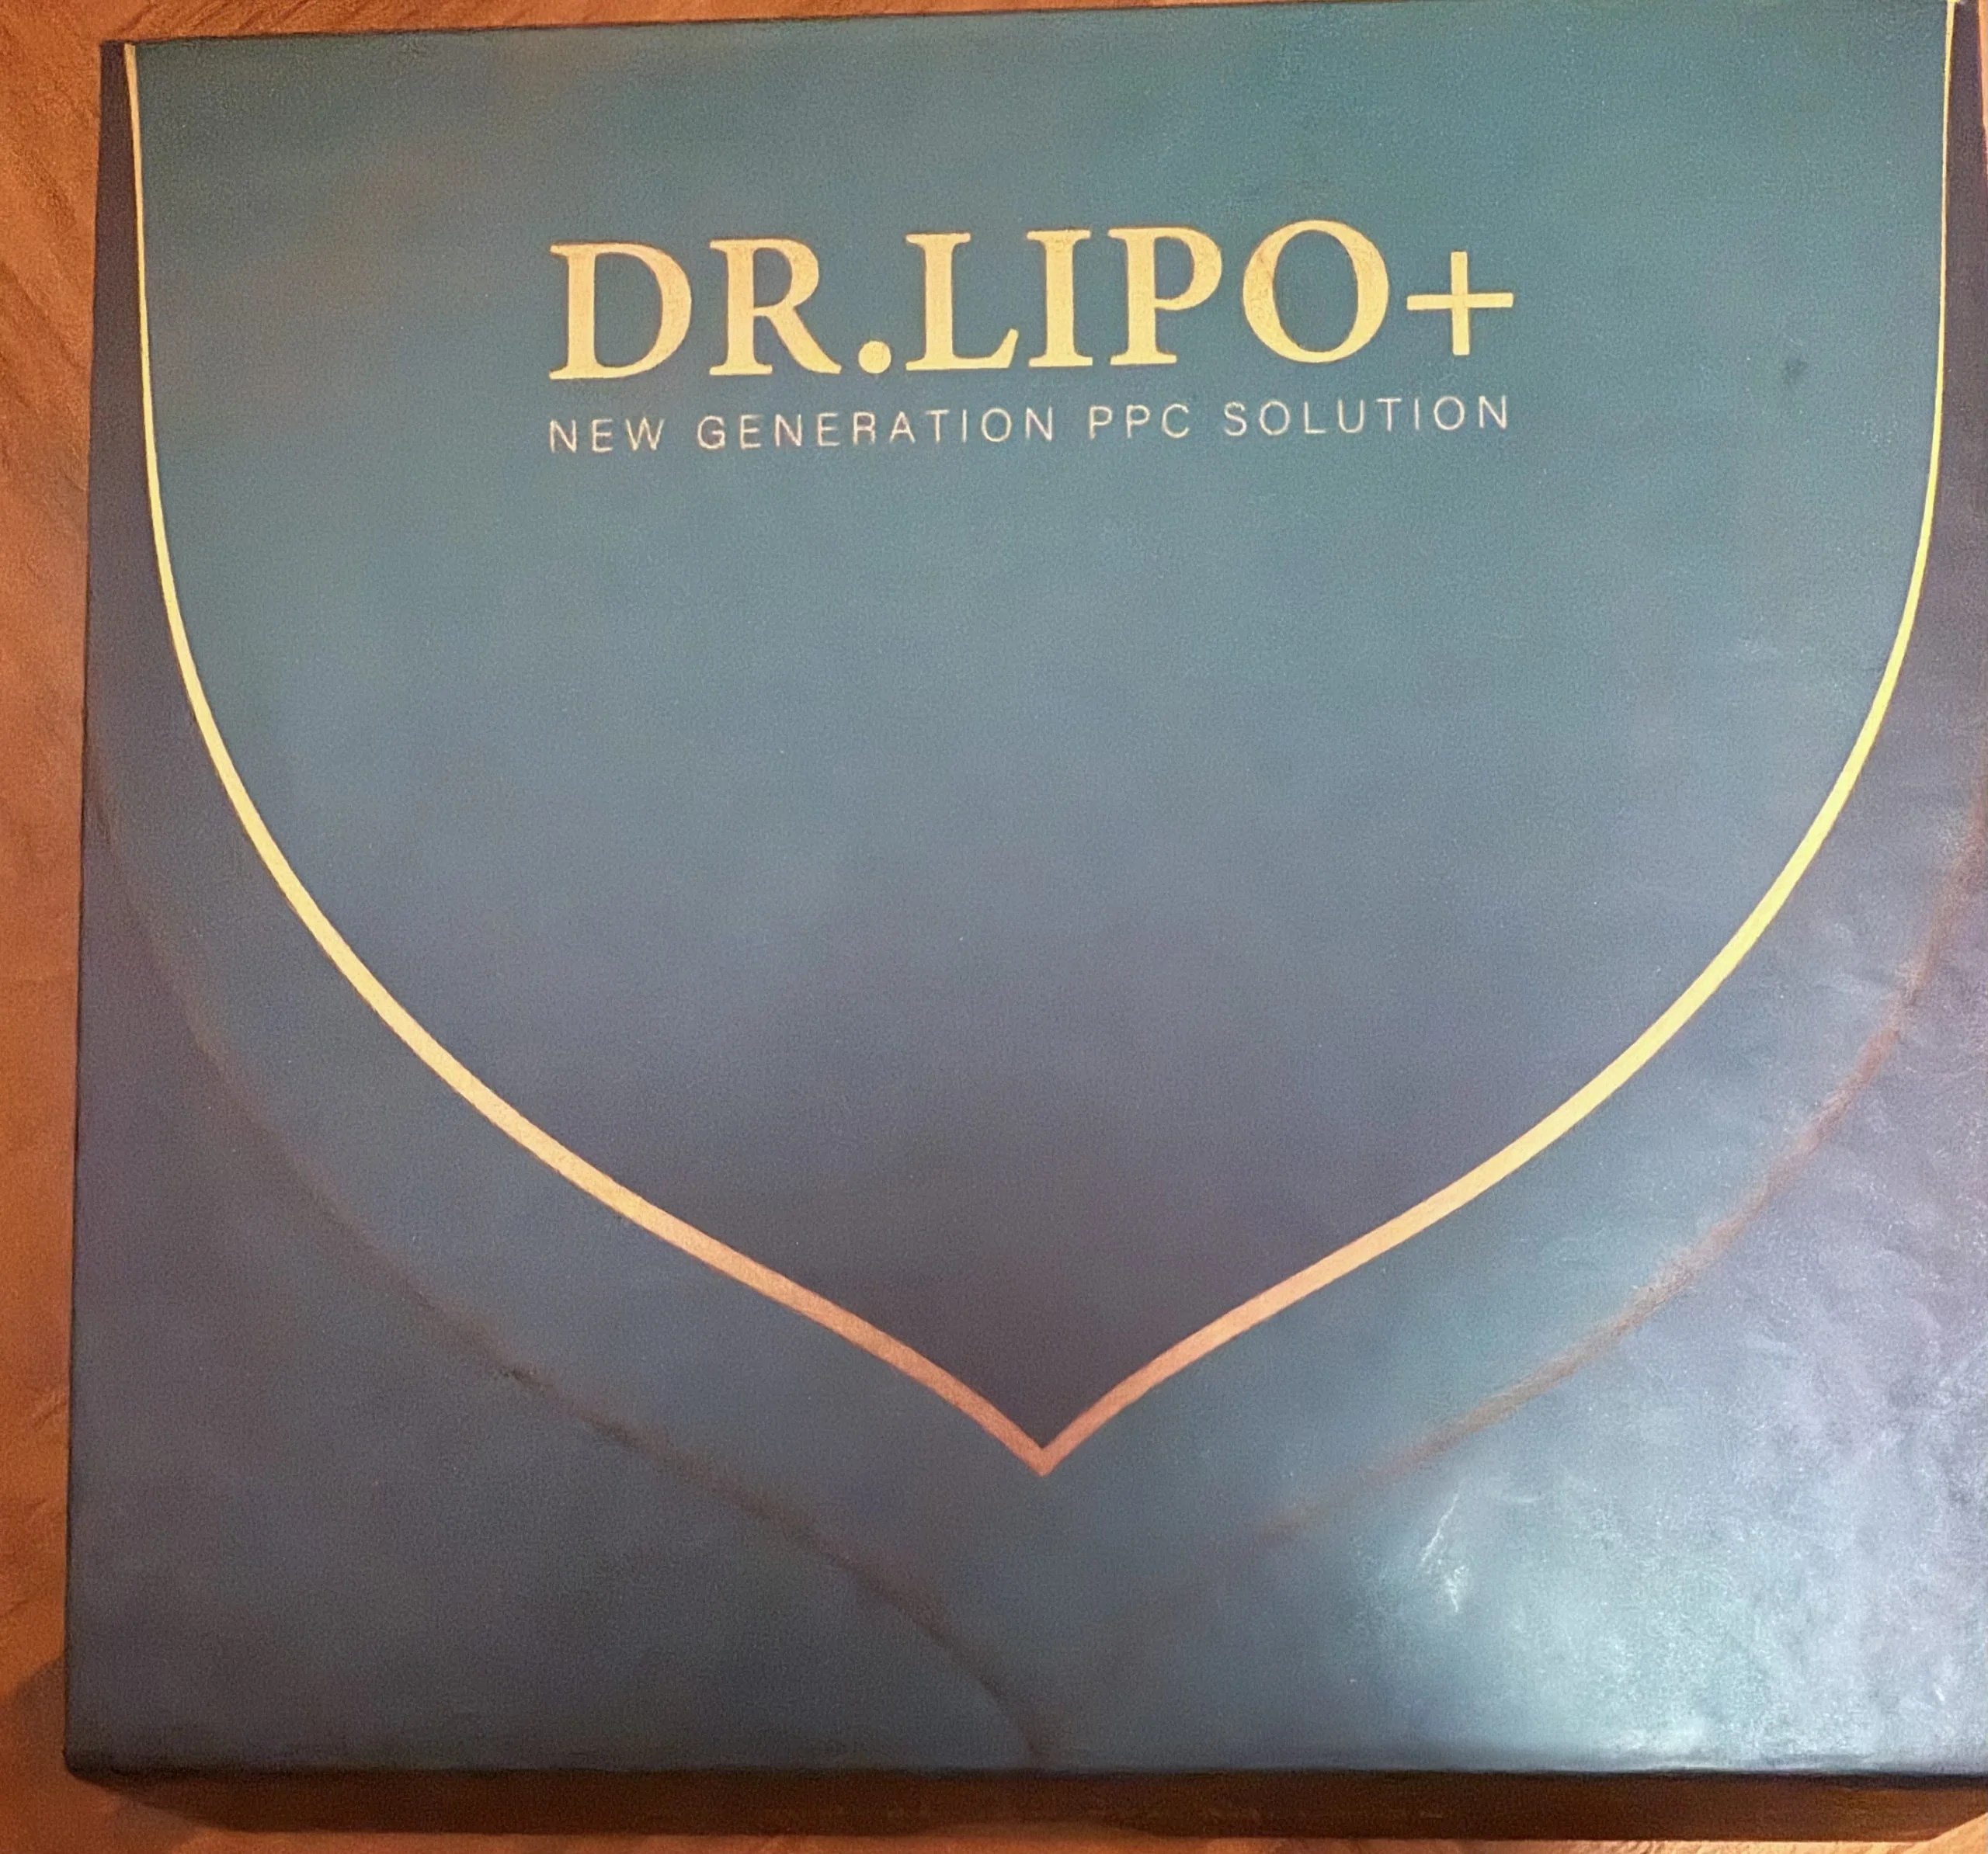 DR.LIPO+
NEW GENERATION PPC SOLUTION